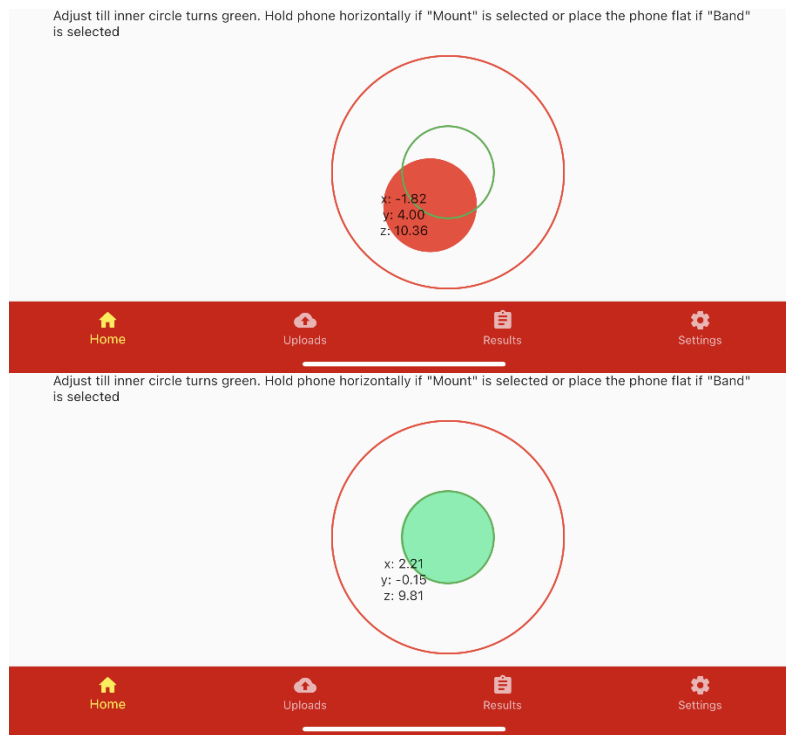 Adjust till inner circle turns green. Hold phone horizontally if "Mount" is selected or place the phone flat if "Band"
is selected
x: -1.82
y: 4.00
z: 10.36
Home
Uploads
Results
Settings
Adjust till inner circle turns green. Hold phone horizontally if "Mount" is selected or place the phone flat if "Band"
is selected
x: 2.21
y: -0.15
z: 9.81
Home
Uploads
Results
Settings